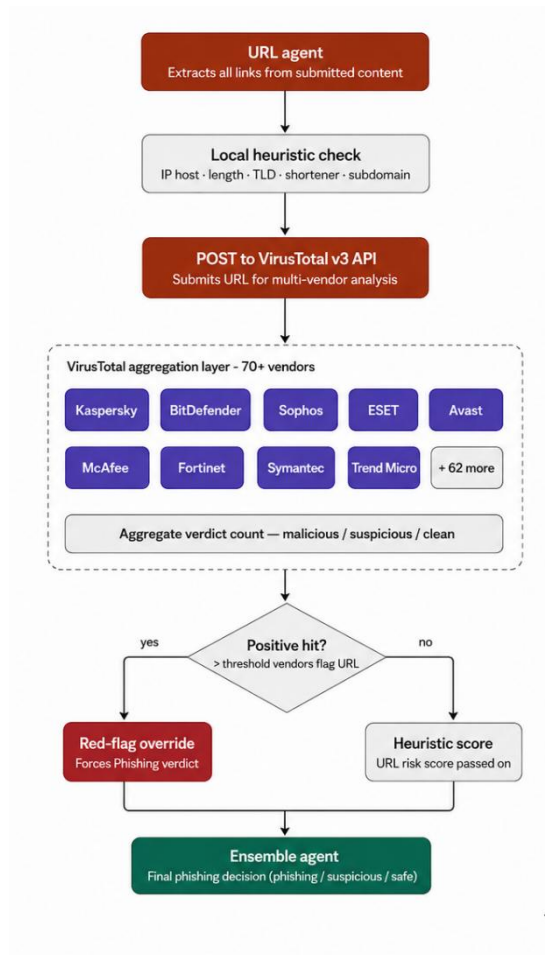 URL agent
Extracts all links from submitted content
Local heuristic check
IP host · length · TLD · shortener · subdomain
POST to VirusTotal v3 API
Submits URL for multi-vendor analysis
VirusTotal aggregation layer - 70+ vendors
Kaspersky
BitDefender
Sophos
ESET
Avast
McAfee
Fortinet
Symantec
Trend Micro
+ 62 more
Aggregate verdict count — malicious / suspicious / clean
yes
Positive hit?
no
> threshold vendors flag URL
Red-flag override
Forces Phishing verdict
Heuristic score
URL risk score passed on
Ensemble agent
Final phishing decision (phishing / suspicious / safe)